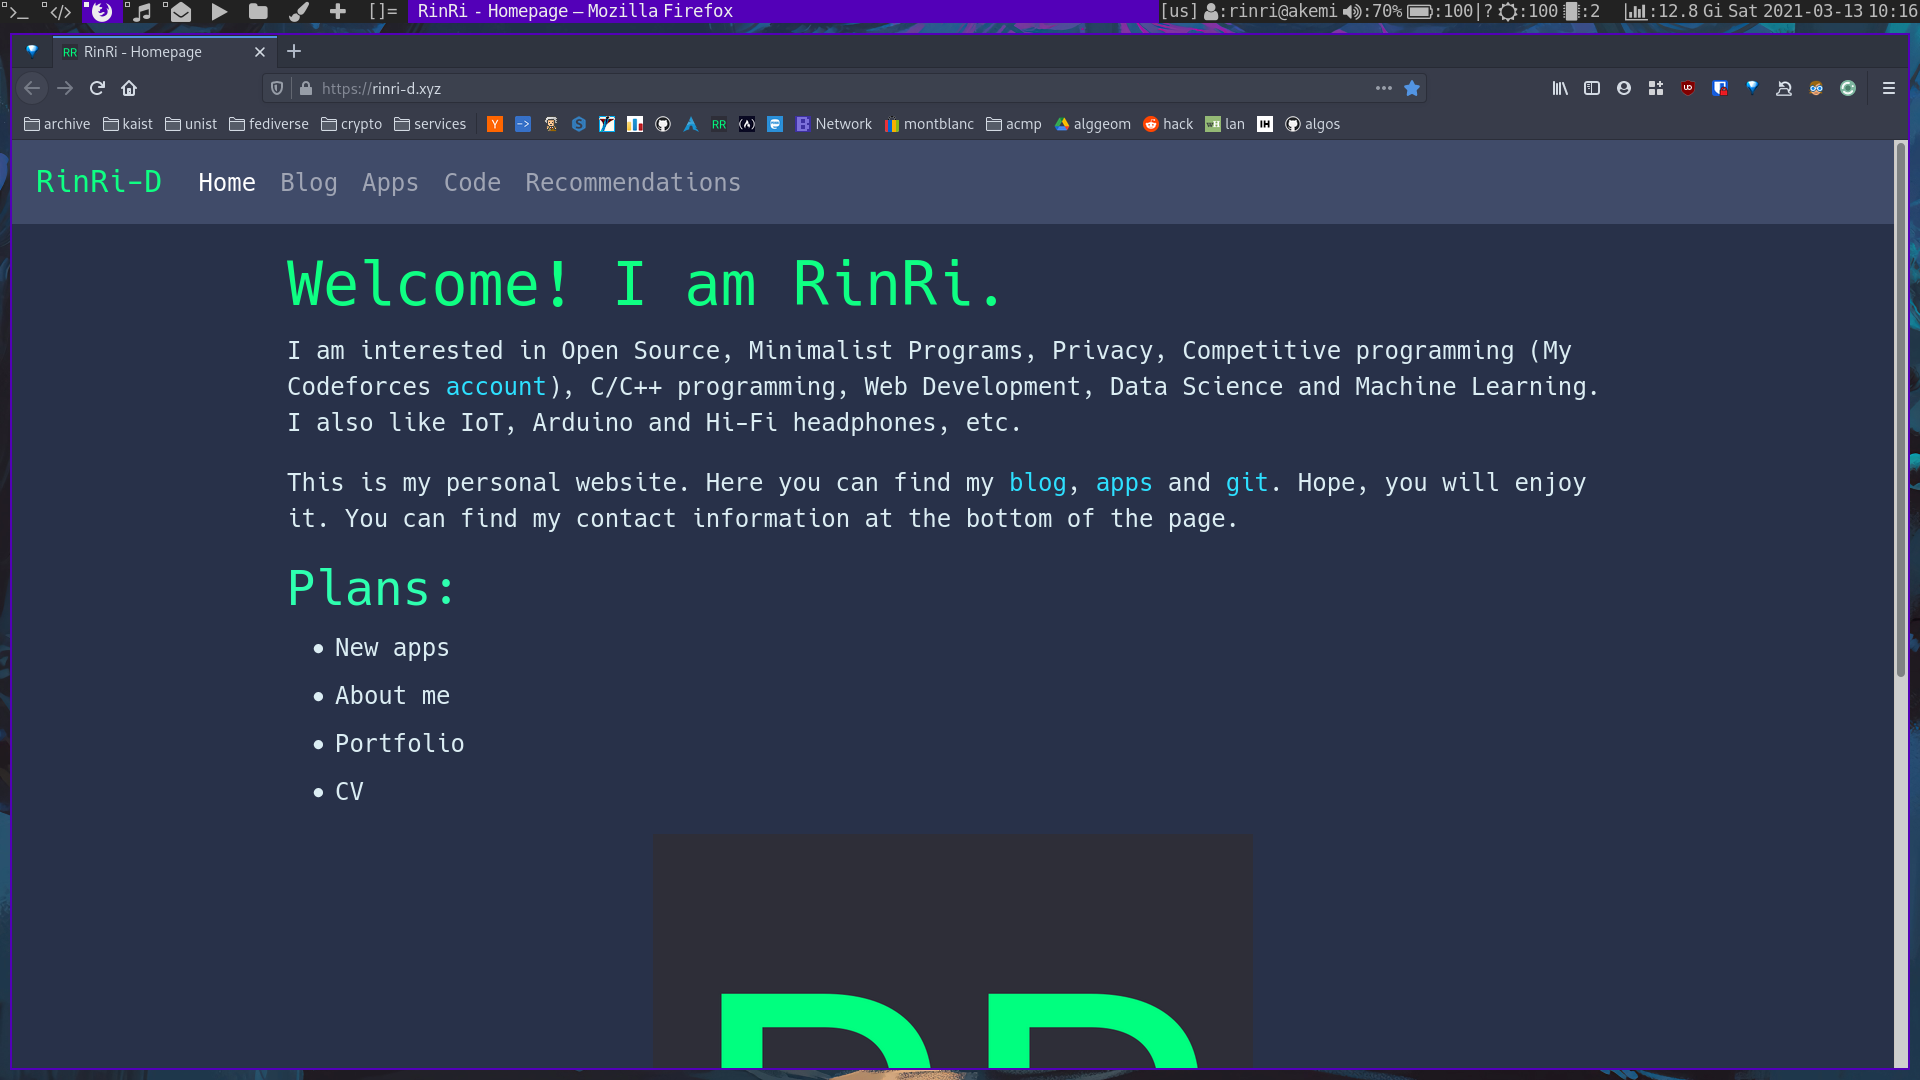 []= RinRi - Homepage — Mozilla Firefox [us] :rinri@akemi :70% :100|? :100 :2 :12.8 Gi Sat 2021-03-13 10:16
RR RinRi - Homepage
https://rinri-d.xyz
archive kaist unist fediverse crypto services Y RR Network montblanc acmp alggeom hack lan IH algos
RinRi-D Home Blog Apps Code Recommendations
Welcome! I am RinRi.
I am interested in Open Source, Minimalist Programs, Privacy, Competitive programming (My
Codeforces account), C/C++ programming, Web Development, Data Science and Machine Learning.
I also like IoT, Arduino and Hi-Fi headphones, etc.
This is my personal website. Here you can find my blog, apps and git. Hope, you will enjoy
it. You can find my contact information at the bottom of the page.
Plans:
• New apps
• About me
• Portfolio
• CV
RR